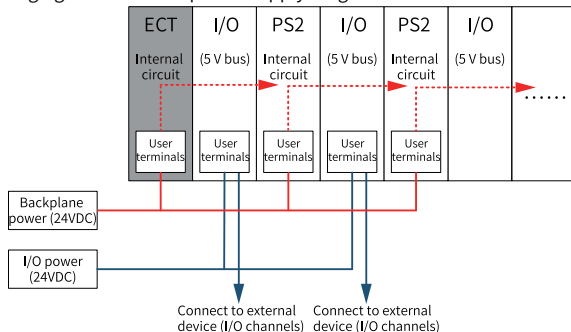 ECT I/O PS2 I/O PS2 I/O
Internal circuit (5 V bus) Internal circuit (5 V bus) Internal circuit (5 V bus)
......
User terminals User terminals User terminals User terminals User terminals
Backplane
power (24VDC)
I/O power
(24VDC)
Connect to external
device (I/O channels)
Connect to external
device (I/O channels)